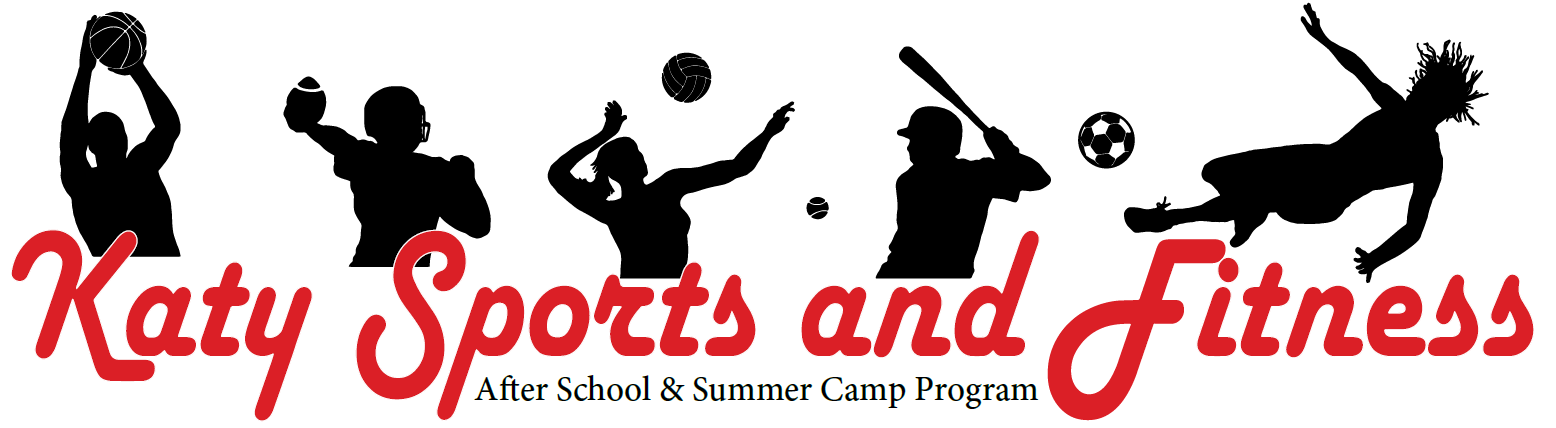 Katy Sports and Fitness
After School & Summer Camp Program